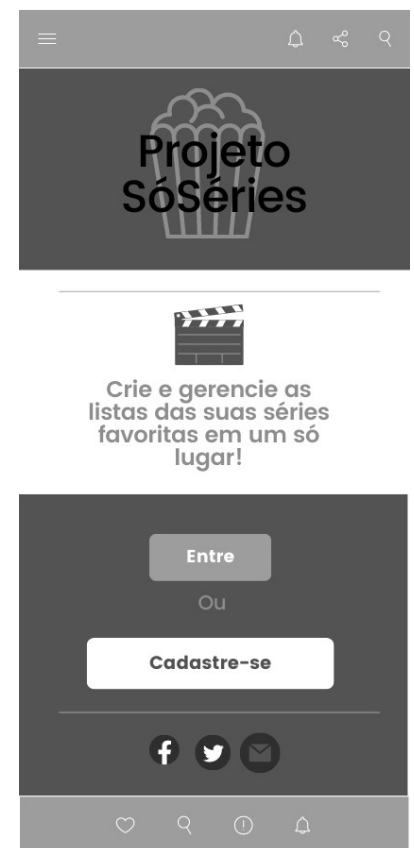 Projeto
SóSéries
Crie e gerencie as
listas das suas séries
favoritas em um só
lugar!
Entre
Ou
Cadastre-se